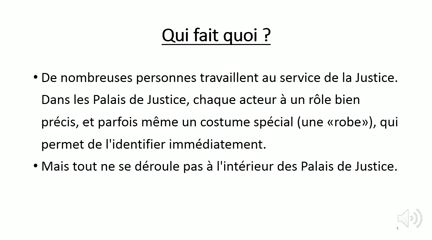 Qui fait quoi ?
• De nombreuses personnes travaillent au service de la Justice.
Dans les Palais de Justice, chaque acteur à un rôle bien
précis, et parfois même un costume spécial (une «robe»), qui
permet de l'identifier immédiatement.
• Mais tout ne se déroule pas à l'intérieur des Palais de Justice.